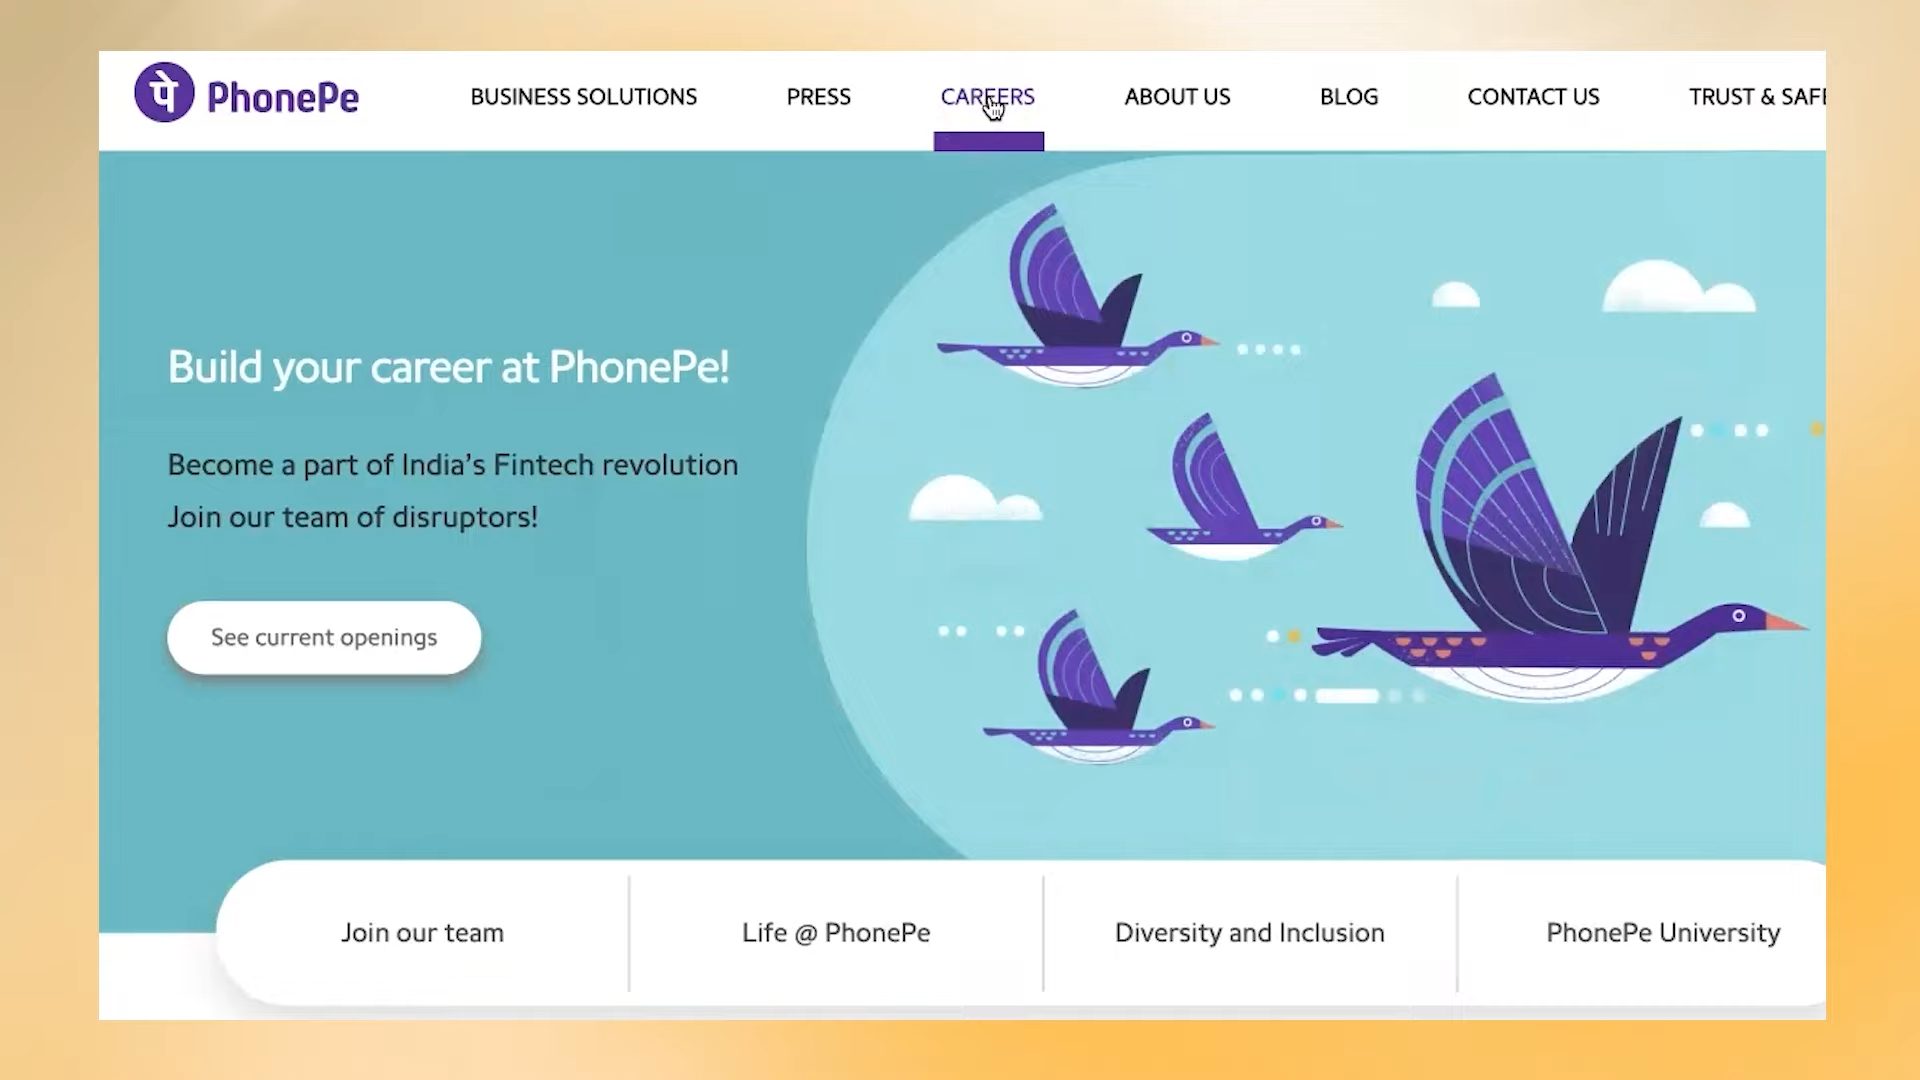 पे PhonePe
BUSINESS SOLUTIONS
PRESS
CAREERS
ABOUT US
BLOG
CONTACT US
TRUST & SAFE
Build your career at PhonePe!
Become a part of India's Fintech revolution
Join our team of disruptors!
See current openings
Join our team
Life @ PhonePe
Diversity and Inclusion
PhonePe University